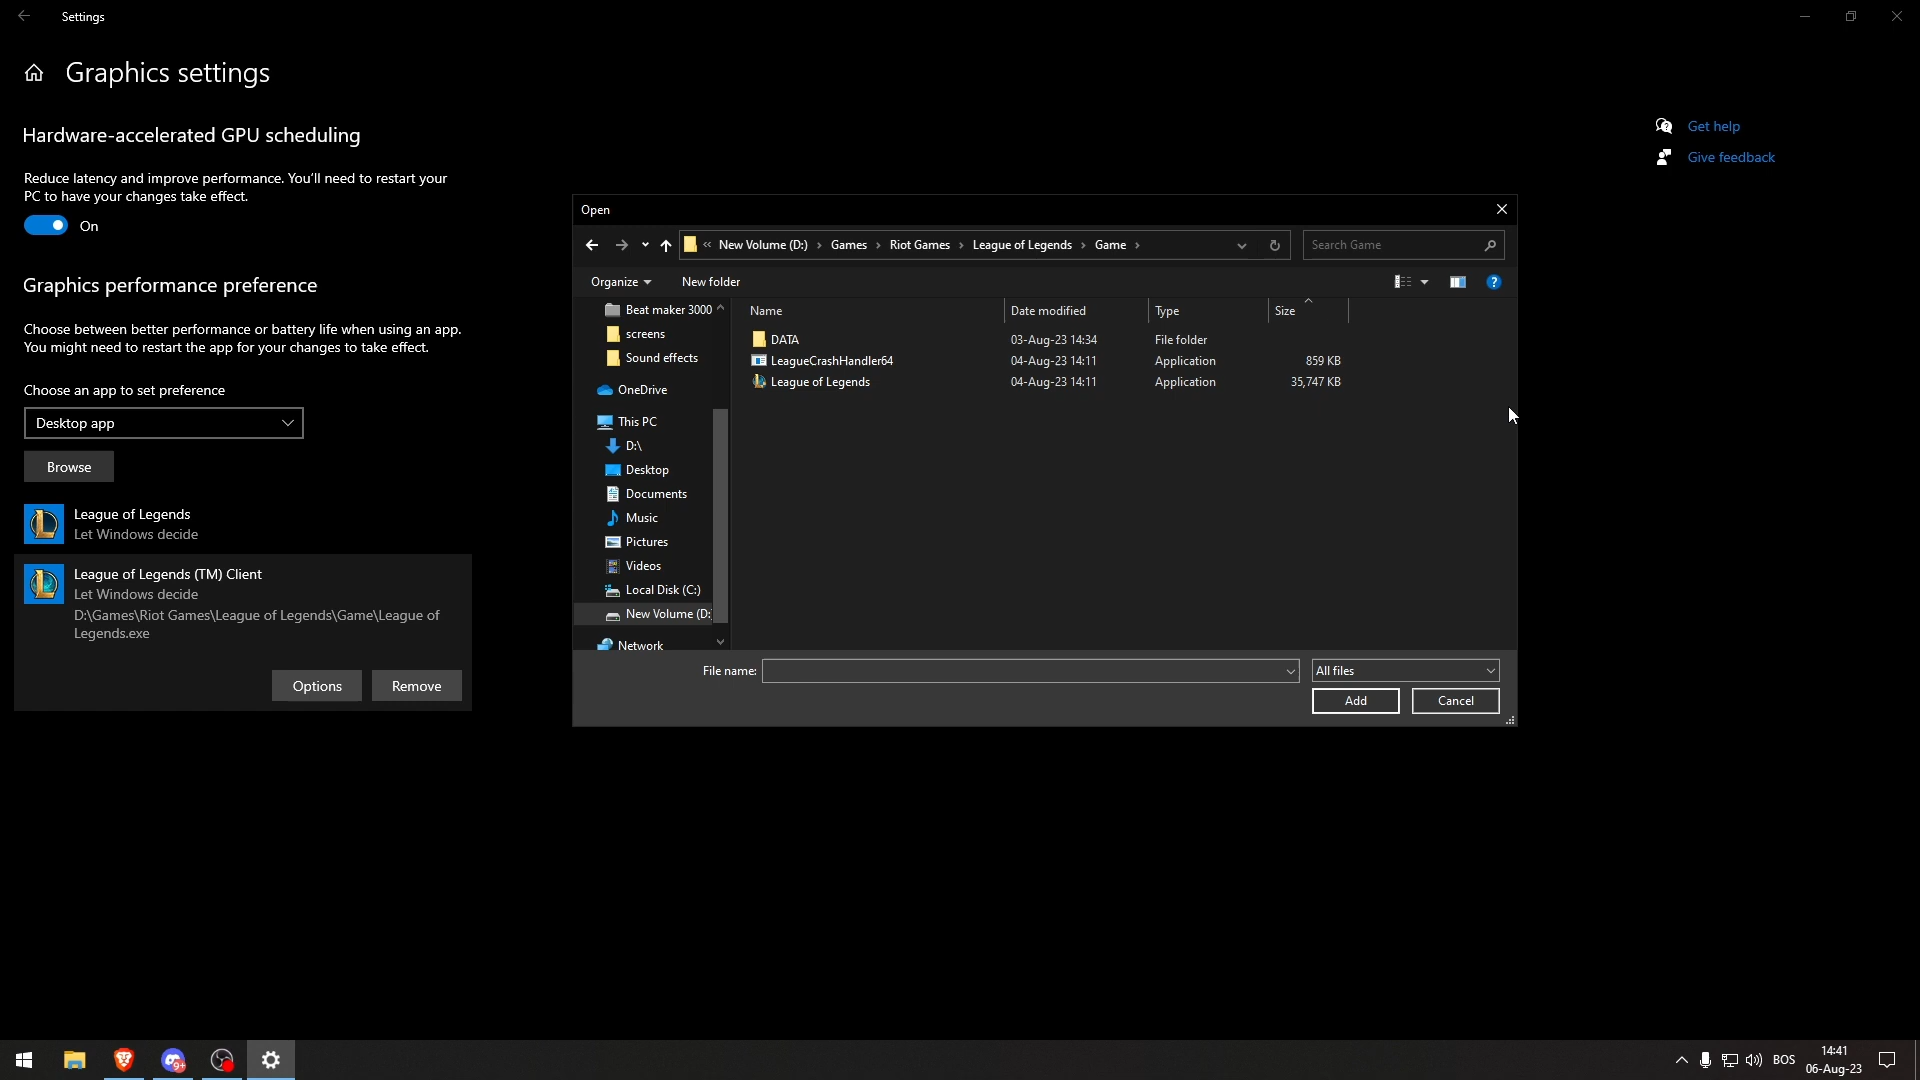 Settings
Graphics settings
Hardware-accelerated GPU scheduling
Reduce latency and improve performance. You'll need to restart your
PC to have your changes take effect.
On
Graphics performance preference
Choose between better performance or battery life when using an app.
You might need to restart the app for your changes to take effect.
Choose an app to set preference
Desktop app
Browse
League of Legends
Let Windows decide
League of Legends (TM) Client
Let Windows decide
D:\Games\Riot Games\League of Legends\Game\League of
Legends.exe
Options Remove
Get help
Give feedback
Open
« New Volume (D:) › Games › Riot Games › League of Legends › Game ›
Search Game
Organize New folder
Beat maker 3000
screens
Sound effects
OneDrive
This PC
D:\
Desktop
Documents
Music
Pictures
Videos
Local Disk (C:)
New Volume (D:
Network
Name Date modified Type Size
DATA 03-Aug-23 14:34 File folder
LeagueCrashHandler64 04-Aug-23 14:11 Application 859 KB
League of Legends 04-Aug-23 14:11 Application 35,747 KB
File name:
All files
Add Cancel
9+
BOS
14:41
06-Aug-23